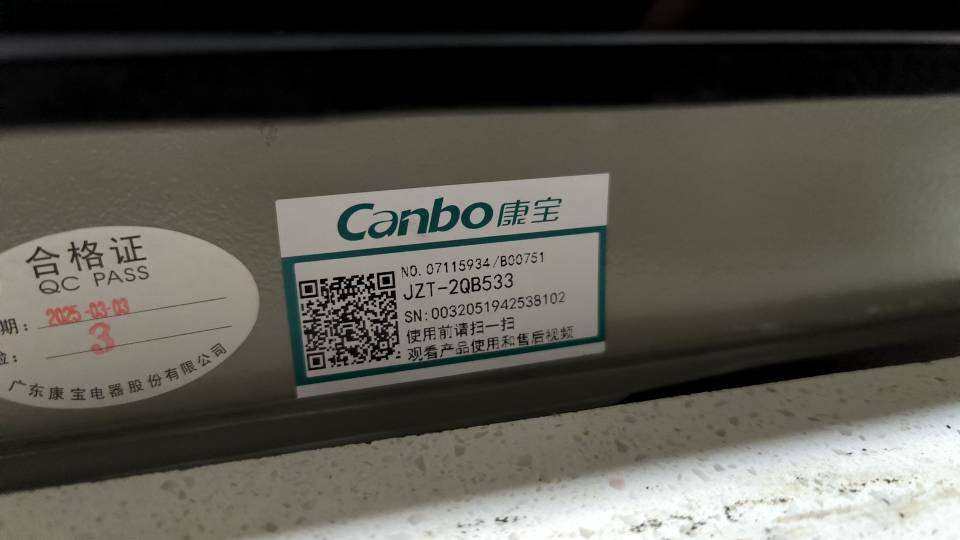 合格证
QC PASS
期：2025-03-03
检：3
广东康宝电器股份有限公司
Canbo康宝
NO. 07115934/B00751
JZT-2QB533
SN:0032051942538102
使用前请扫一扫
观看产品使用和售后视频